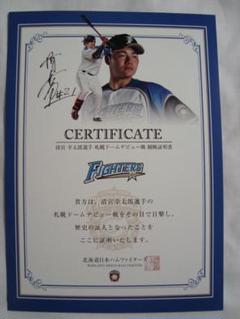 CERTIFICATE
清宮 幸太郎選手 札幌ドームデビュー戦 観戦証明書
FIGHTERS
貴方は、清宮幸太郎選手の
札幌ドームデビュー戦をその目で目撃し、
歴史の証人となったことを
ここに証明いたします。
北海道日本ハムファイターズ